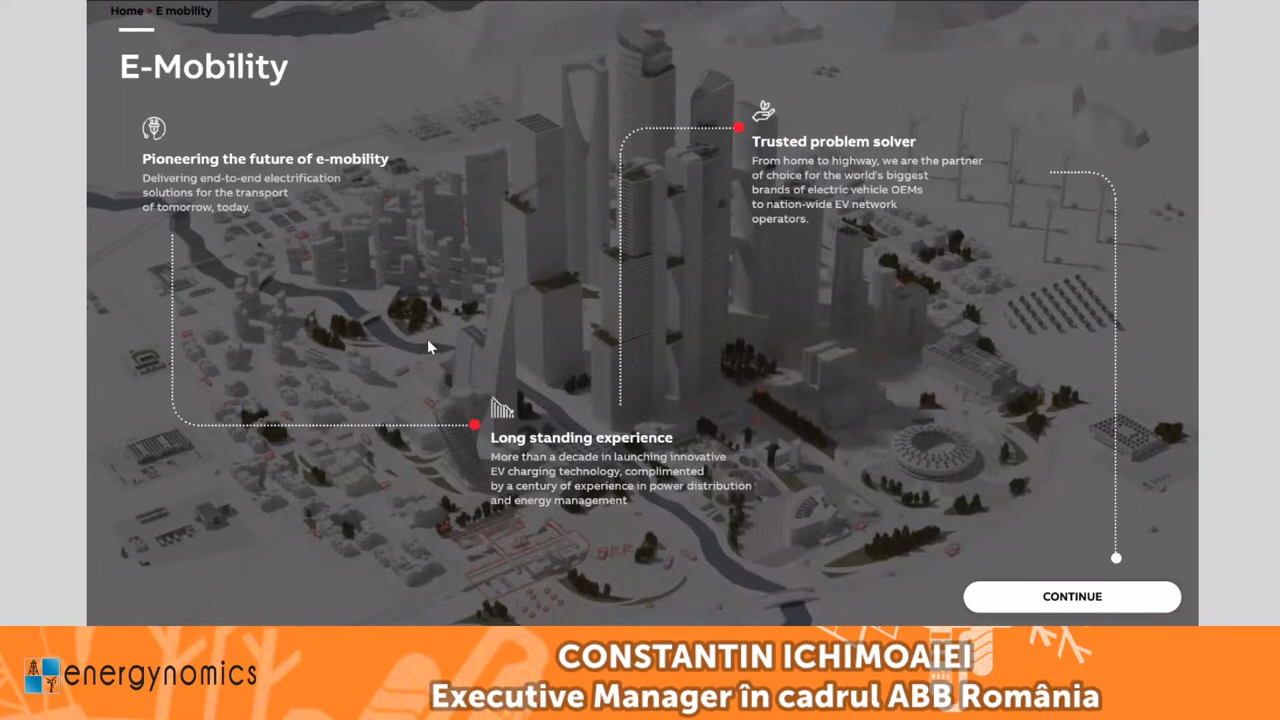 Home > E mobility
E-Mobility
Pioneering the future of e-mobility
Delivering end-to-end electrification
solutions for the transport
of tomorrow, today.
Trusted problem solver
From home to highway, we are the partner
of choice for the world's biggest
brands of electric vehicle OEMs
to nation-wide EV network
operators.
Long standing experience
More than a decade in launching innovative
EV charging technology, complimented
by a century of experience in power distribution
and energy management
CONTINUE
energynomics
CONSTANTIN ICHIMOAIEI
Executive Manager în cadrul ABB România